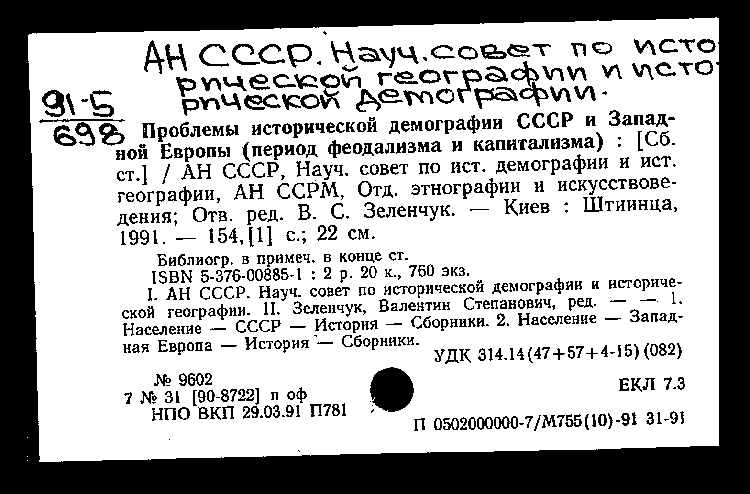 АН СССР. Науч. совет по исто
рической географии и исто-
рической демографии.
91-5
698
Проблемы исторической демографии СССР и Запад-
ной Европы (период феодализма и капитализма) : [Сб.
ст.] / АН СССР, Науч. совет по ист. демографии и ист.
географии, АН ССРМ, Отд. этнографии и искусствове-
дения; Отв. ред. В. С. Зеленчук. — Киев : Штиинца,
1991. — 154,[1] с.; 22 см.
Библиогр. в примеч. в конце ст.
ISBN 5-376-00885-1 : 2 р. 20 к., 760 экз.
I. АН СССР. Науч. совет по исторической демографии и историче-
ской географии. II. Зеленчук, Валентин Степанович, ред. — — 1.
Население — СССР — История — Сборники. 2. Население — Запад-
ная Европа — История — Сборники.
УДК 314.14(47+57+4-15)(082)
№ 9602
7 № 31 [90-8722] п оф
НПО ВКП 29.03.91 П781
ЕКЛ 7.3
П 0502000000-7/М755(10)-91 31-91